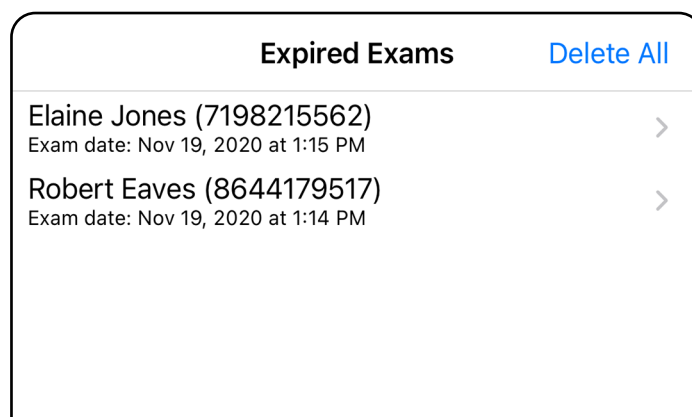 Expired Exams
Delete All
Elaine Jones (7198215562)
Exam date: Nov 19, 2020 at 1:15 PM
Robert Eaves (8644179517)
Exam date: Nov 19, 2020 at 1:14 PM